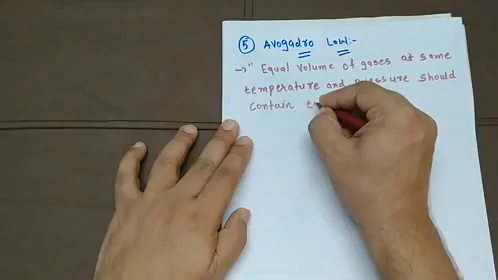 ⑤ Avogadro Law:-
→" Equal Volume of gases at same
temperature and pressure should
contain e